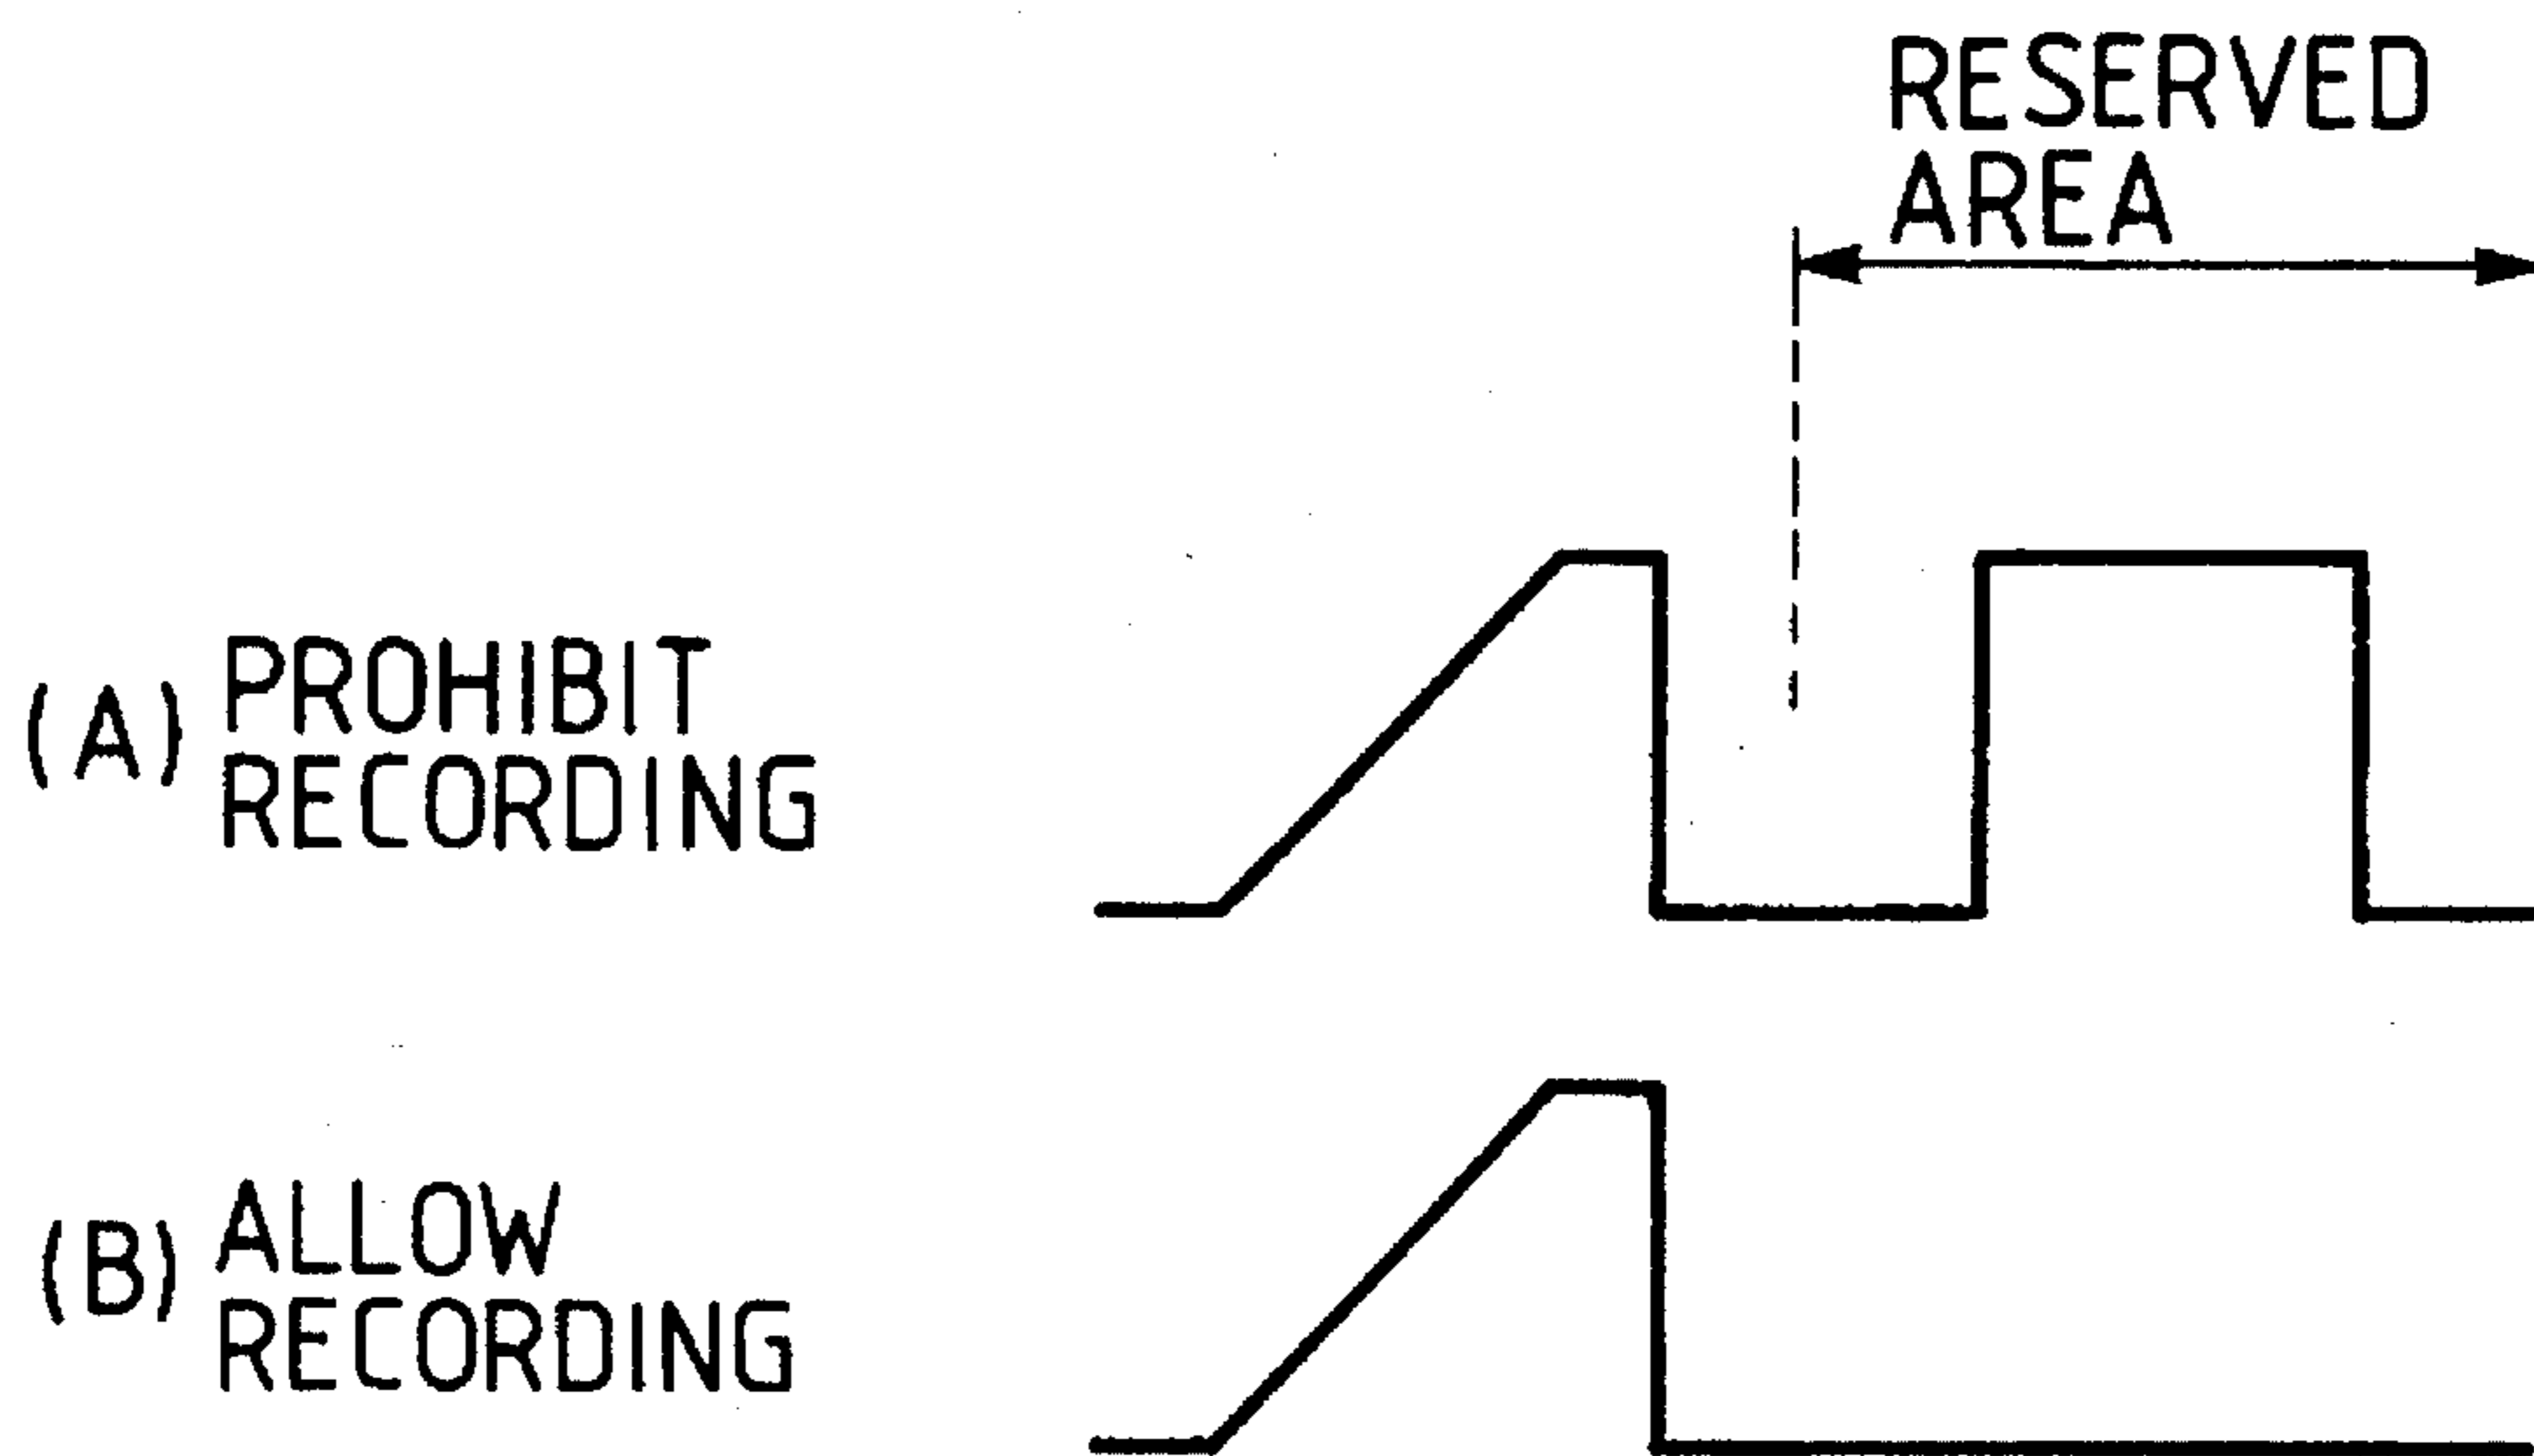 RESERVED
AREA
(A) PROHIBIT
RECORDING
(B) ALLOW
RECORDING